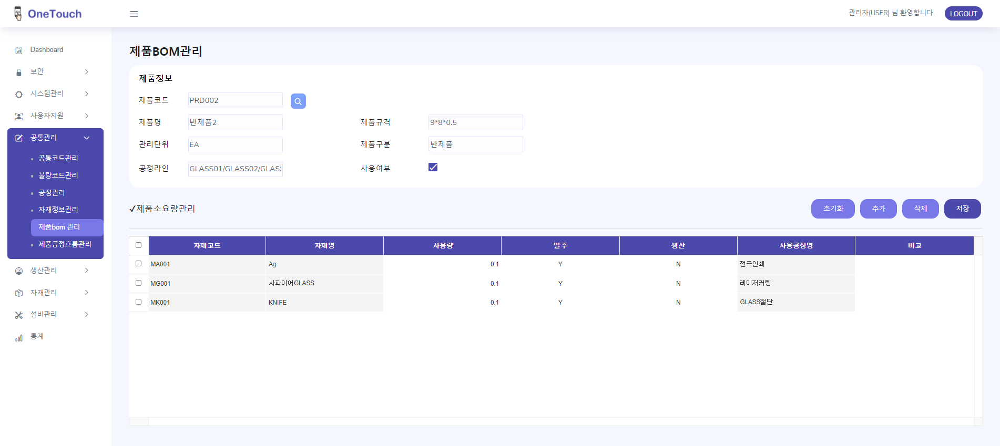 OneTouch
관리자(USER) 님 환영합니다.
LOGOUT
Dashboard
보안
시스템관리
사용자지원
공통관리
공통코드관리
불량코드관리
공정관리
자재정보관리
제품bom 관리
제품공정흐름관리
생산관리
자재관리
설비관리
통계
제품BOM관리
제품정보
제품코드 PRD002
제품명 반제품2 제품규격 9*8*0.5
관리단위 EA 제품구분 반제품
공정라인 GLASS01/GLASS02/GLAS 사용여부
✓제품소요량관리
초기화 추가 삭제 저장
자재코드 자재명 사용량 발주 생산 사용공정명 비고
MA001 Ag 0.1 Y N 전극인쇄
MG001 사파이어GLASS 0.1 Y N 레이저커팅
MK001 KNIFE 0.1 Y N GLASS절단